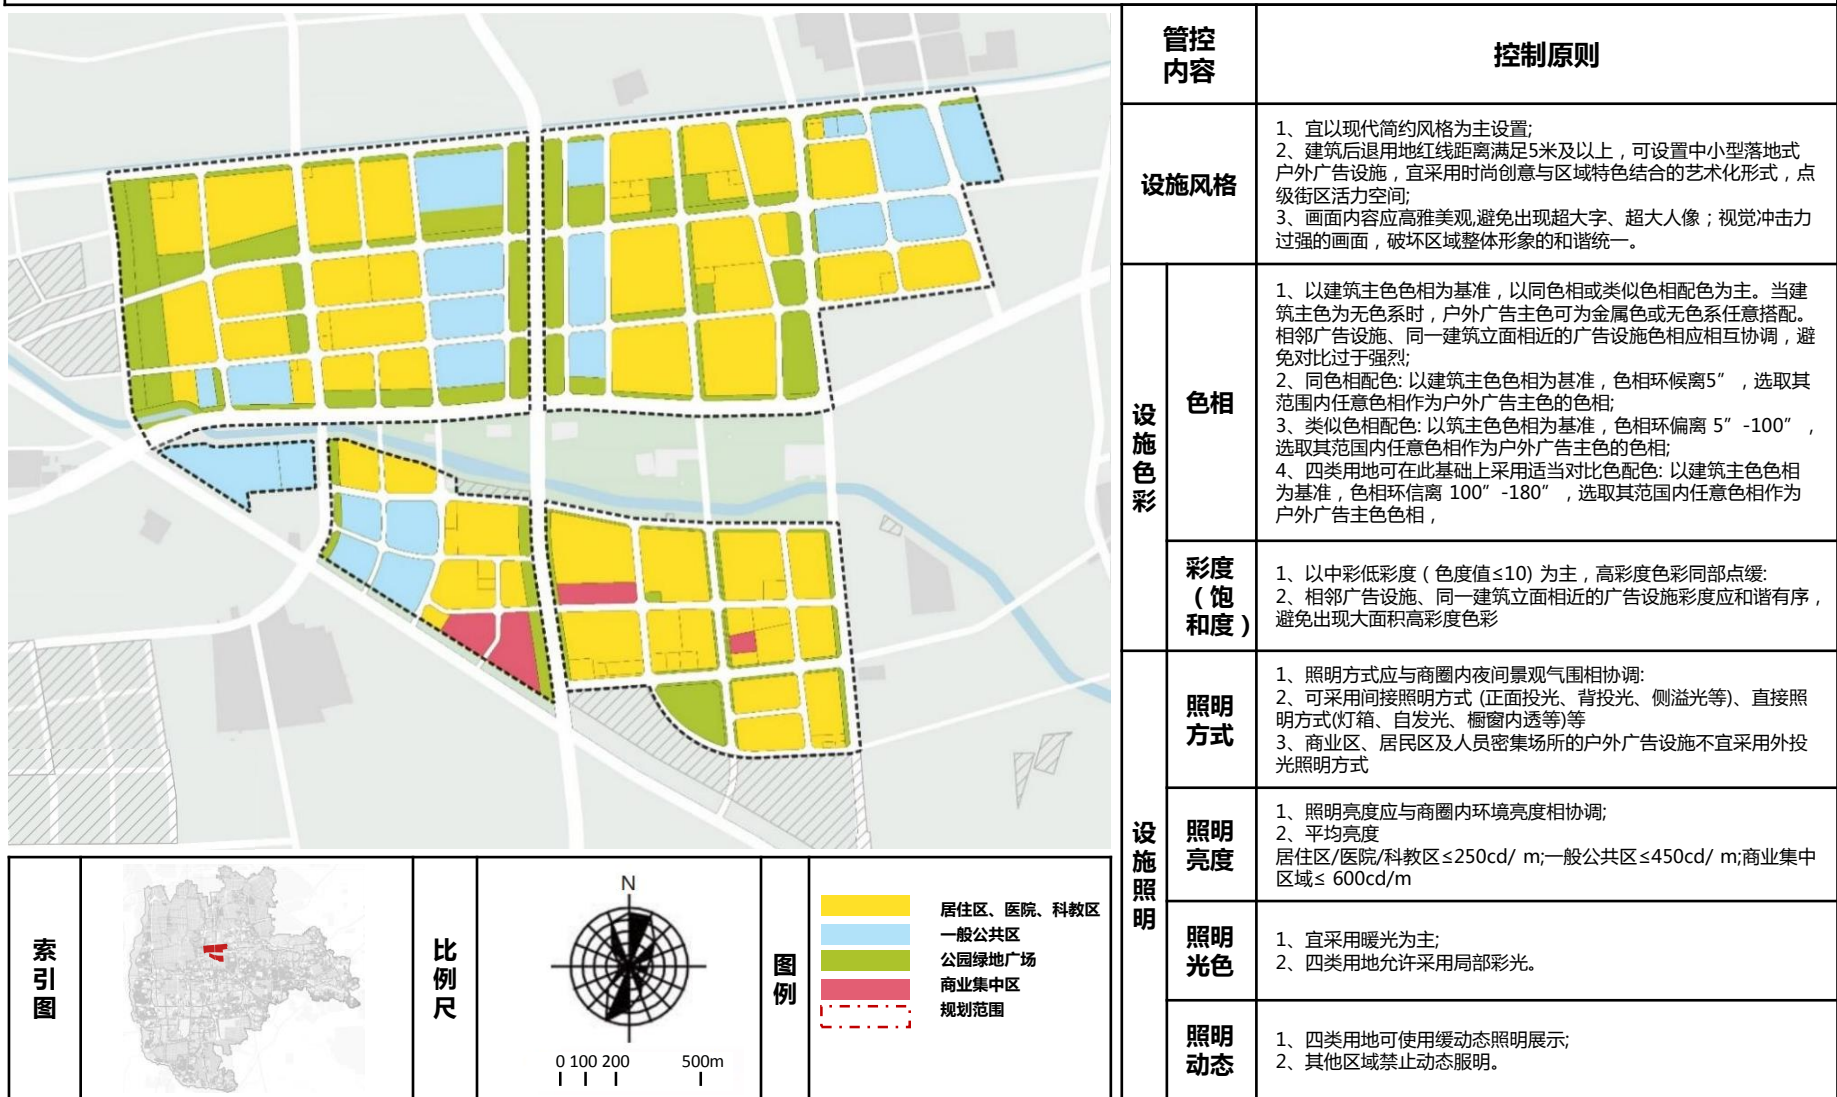 管控
内容
控制原则
设施风格
1、宜以现代简约风格为主设置;
2、建筑后退用地红线距离满足5米及以上，可设置中小型落地式
户外广告设施，宜采用时尚创意与区域特色结合的艺术化形式，点
级街区活力空间;
3、画面内容应高雅美观,避免出现超大字、超大人像；视觉冲击力
过强的画面，破坏区域整体形象的和谐统一。
设施色彩
色相
1、以建筑主色色相为基准，以同色相或类似色相配色为主。当建
筑主色为无色系时，户外广告主色可为金属色或无色系任意搭配。
相邻广告设施、同一建筑立面相近的广告设施色相应相互协调，避
免对比过于强烈;
2、同色相配色: 以建筑主色色相为甚准，色相环候离5”，选取其
范围内任意色相作为户外广告主色的色相;
3、类似色相配色: 以筑主色色相为基准，色相环偏离 5”-100”，
选取其范国内任意色相作为户外广告主色的色相;
4、四类用地可在此基础上采用适当对比色配色: 以建筑主色色相
为基准，色相环信离 100”-180”，选取其范国内任意色相作为
户外广告主色色相，
彩度
（饱
和度）
1、以中彩低彩度（色度值≤10) 为主，高彩度色彩同部点缓:
2、相邻广告设施、同一建筑立面相近的广告设施彩度应和谐有序，
避免出现大面积高彩度色彩
设施照明
照明
方式
1、照明方式应与商圈内夜间景观气围相协调:
2、可采用间接照明方式 (正面投光、背投光、侧溢光等)、直接照
明方式(灯箱、自发光、橱窗内透等)等
3、商业区、居民区及人员密集场所的户外广告设施不宜采用外投
光照明方式
照明
亮度
1、照明亮度应与商圈内环境亮度相协调;
2、平均亮度
居住区/医院/科教区≤250cd/ m;一般公共区≤450cd/ m;商业集中
区域≤ 600cd/m
照明
光色
1、宜采用暖光为主;
2、四类用地允许采用局部彩光。
照明
动态
1、四类用地可使用缓动态照明展示;
2、其他区域禁止动态服明。
索引图
比例尺
N
0 100 200 500m
图例
居住区、医院、科教区
一般公共区
公园绿地广场
商业集中区
规划范围